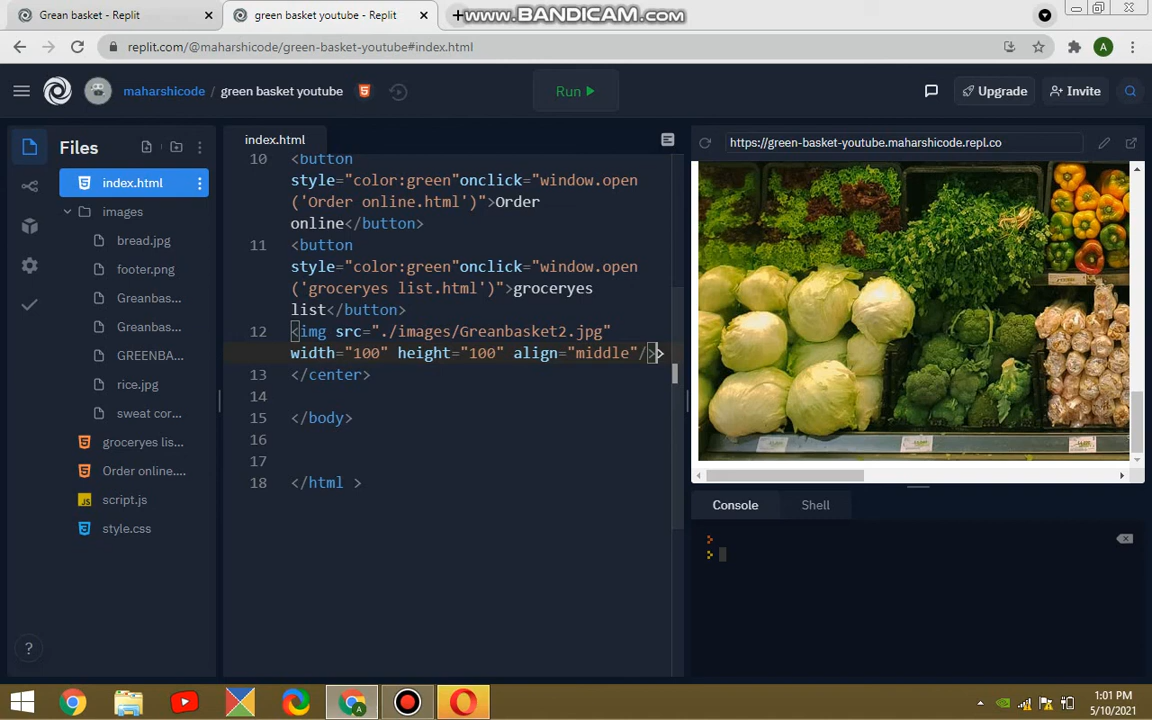 Grean basket - Replit
green basket youtube - Replit
www.BANDICAM.com
replit.com/@maharshicode/green-basket-youtube#index.html
A
maharshicode / green basket youtube
Run
Upgrade
Invite
Files
index.html
images
bread.jpg
footer.png
Greanbas...
Greanbas...
GREENBA...
rice.jpg
sweat cor...
groceryes lis...
Order online....
script.js
style.css
?
index.html
10 <button
style="color:green"onclick="window.open
('Order online.html')">Order
online</button>
11 <button
style="color:green"onclick="window.open
('groceryes list.html')">groceryes
list</button>
12 <img src="./images/Greanbasket2.jpg"
width="100" height="100" align="middle"/>>
13 </center>
14
15 </body>
16
17
18 </html >
https://green-basket-youtube.maharshicode.repl.co
Console
Shell
A
1:01 PM
5/10/2021